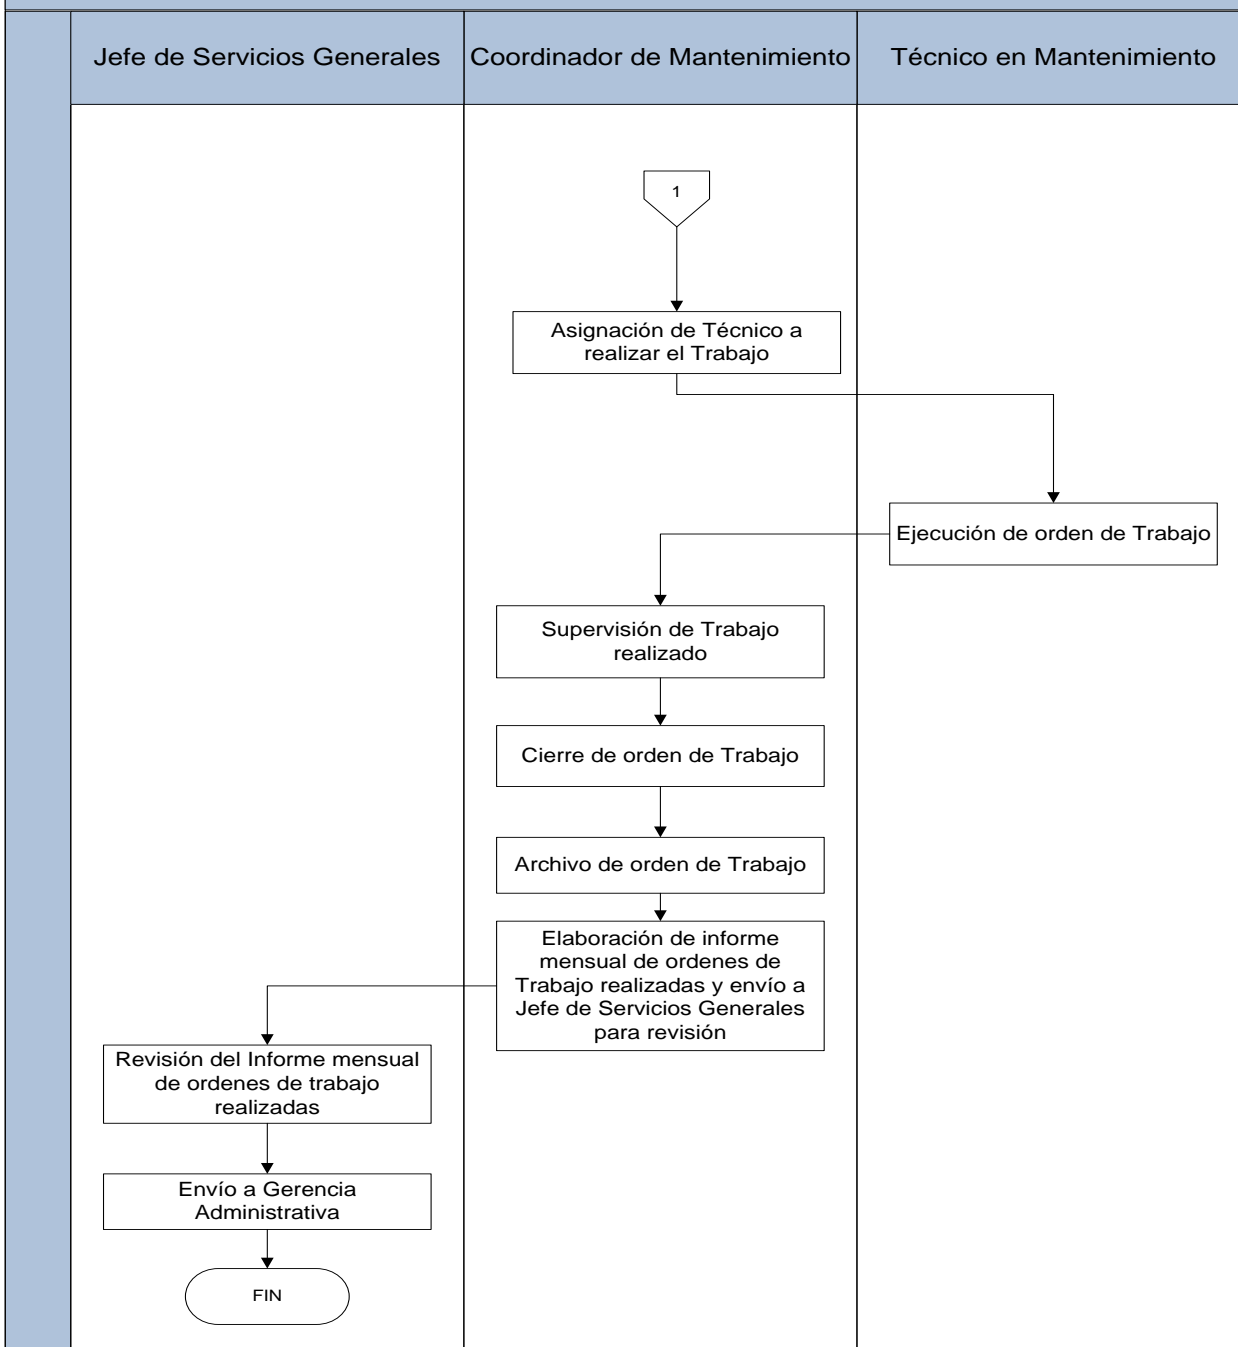 Jefe de Servicios Generales
Coordinador de Mantenimiento
Técnico en Mantenimiento
1
Asignación de Técnico a
realizar el Trabajo
Ejecución de orden de Trabajo
Supervisión de Trabajo
realizado
Cierre de orden de Trabajo
Archivo de orden de Trabajo
Elaboración de informe
mensual de ordenes de
Trabajo realizadas y envío a
Jefe de Servicios Generales
para revisión
Revisión del Informe mensual
de ordenes de trabajo
realizadas
Envío a Gerencia
Administrativa
FIN